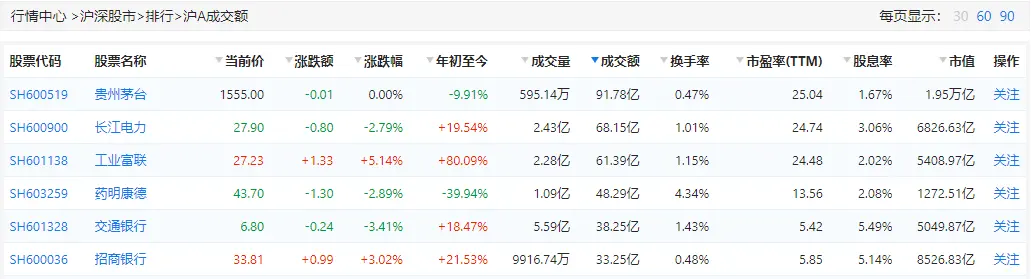 行情中心 >沪深股市>排行>沪A成交额 每页显示： 30 60 90
股票代码 股票名称 当前价 涨跌额 涨跌幅 年初至今 成交量 成交额 换手率 市盈率(TTM) 股息率 市值 操作
SH600519 贵州茅台 1555.00 -0.01 0.00% -9.91% 595.14万 91.78亿 0.47% 25.04 1.67% 1.95万亿 关注
SH600900 长江电力 27.90 -0.80 -2.79% +19.54% 2.43亿 68.15亿 1.01% 24.74 3.06% 6826.63亿 关注
SH601138 工业富联 27.23 +1.33 +5.14% +80.09% 2.28亿 61.39亿 1.15% 24.48 2.02% 5408.97亿 关注
SH603259 药明康德 43.70 -1.30 -2.89% -39.94% 1.09亿 48.29亿 4.34% 13.56 2.08% 1272.51亿 关注
SH601328 交通银行 6.80 -0.24 -3.41% +18.47% 5.59亿 38.25亿 1.43% 5.42 5.49% 5049.87亿 关注
SH600036 招商银行 33.81 +0.99 +3.02% +21.53% 9916.74万 33.25亿 0.48% 5.85 5.14% 8526.83亿 关注